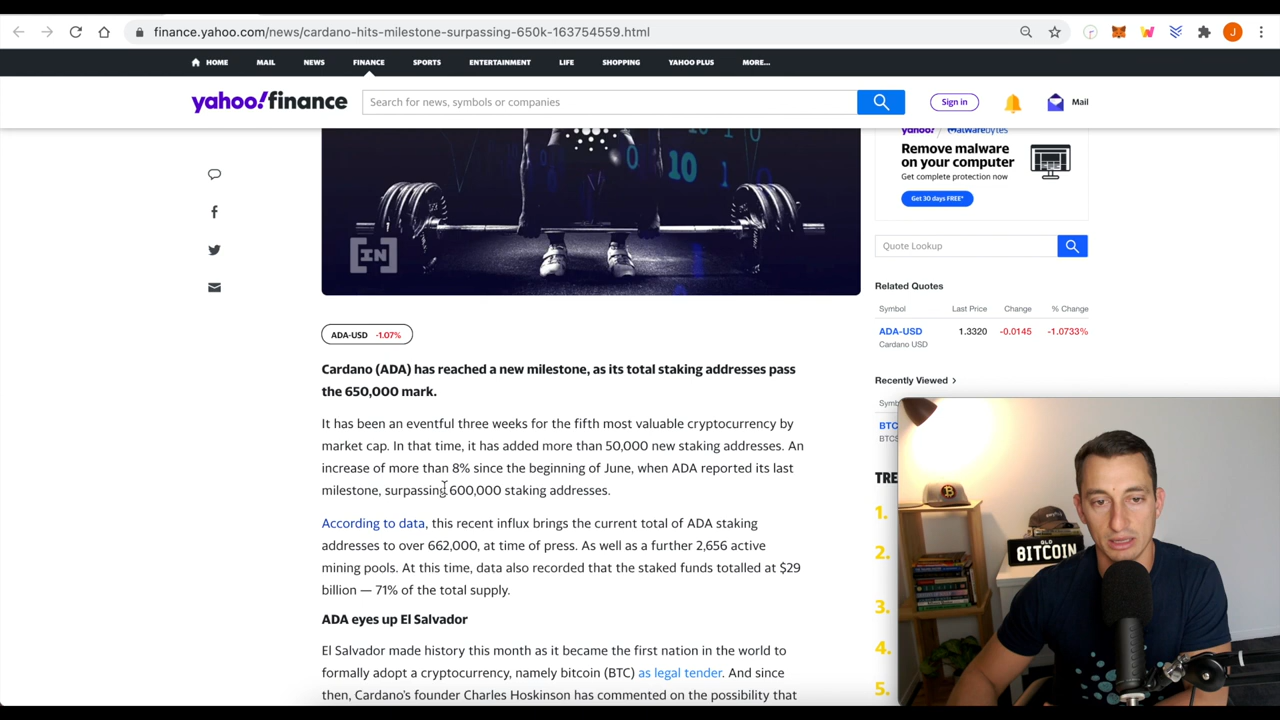 finance.yahoo.com/news/cardano-hits-milestone-surpassing-650k-163754559.html
J
HOME MAIL NEWS FINANCE SPORTS ENTERTAINMENT LIFE SHOPPING YAHOO PLUS MORE...
yahoo!finance
Search for news, symbols or companies
Sign in
Mail
10
1
0
10
1
0
[IN]
yahoo! malwarebytes
Remove malware
on your computer
Get complete protection now
Get 30 days FREE*
Quote Lookup
Related Quotes
Symbol Last Price Change % Change
ADA-USD 1.3320 -0.0145 -1.0733%
Cardano USD
Recently Viewed >
ADA-USD -1.07%
Cardano (ADA) has reached a new milestone, as its total staking addresses pass
the 650,000 mark.
It has been an eventful three weeks for the fifth most valuable cryptocurrency by
market cap. In that time, it has added more than 50,000 new staking addresses. An
increase of more than 8% since the beginning of June, when ADA reported its last
milestone, surpassing 600,000 staking addresses.
According to data, this recent influx brings the current total of ADA staking
addresses to over 662,000, at time of press. As well as a further 2,656 active
mining pools. At this time, data also recorded that the staked funds totalled at $29
billion — 71% of the total supply.
ADA eyes up El Salvador
El Salvador made history this month as it became the first nation in the world to
formally adopt a cryptocurrency, namely bitcoin (BTC) as legal tender. And since
then, Cardano's founder Charles Hoskinson has commented on the possibility that
1.
2.
3.
4.
5.
QLD
BITCOIN